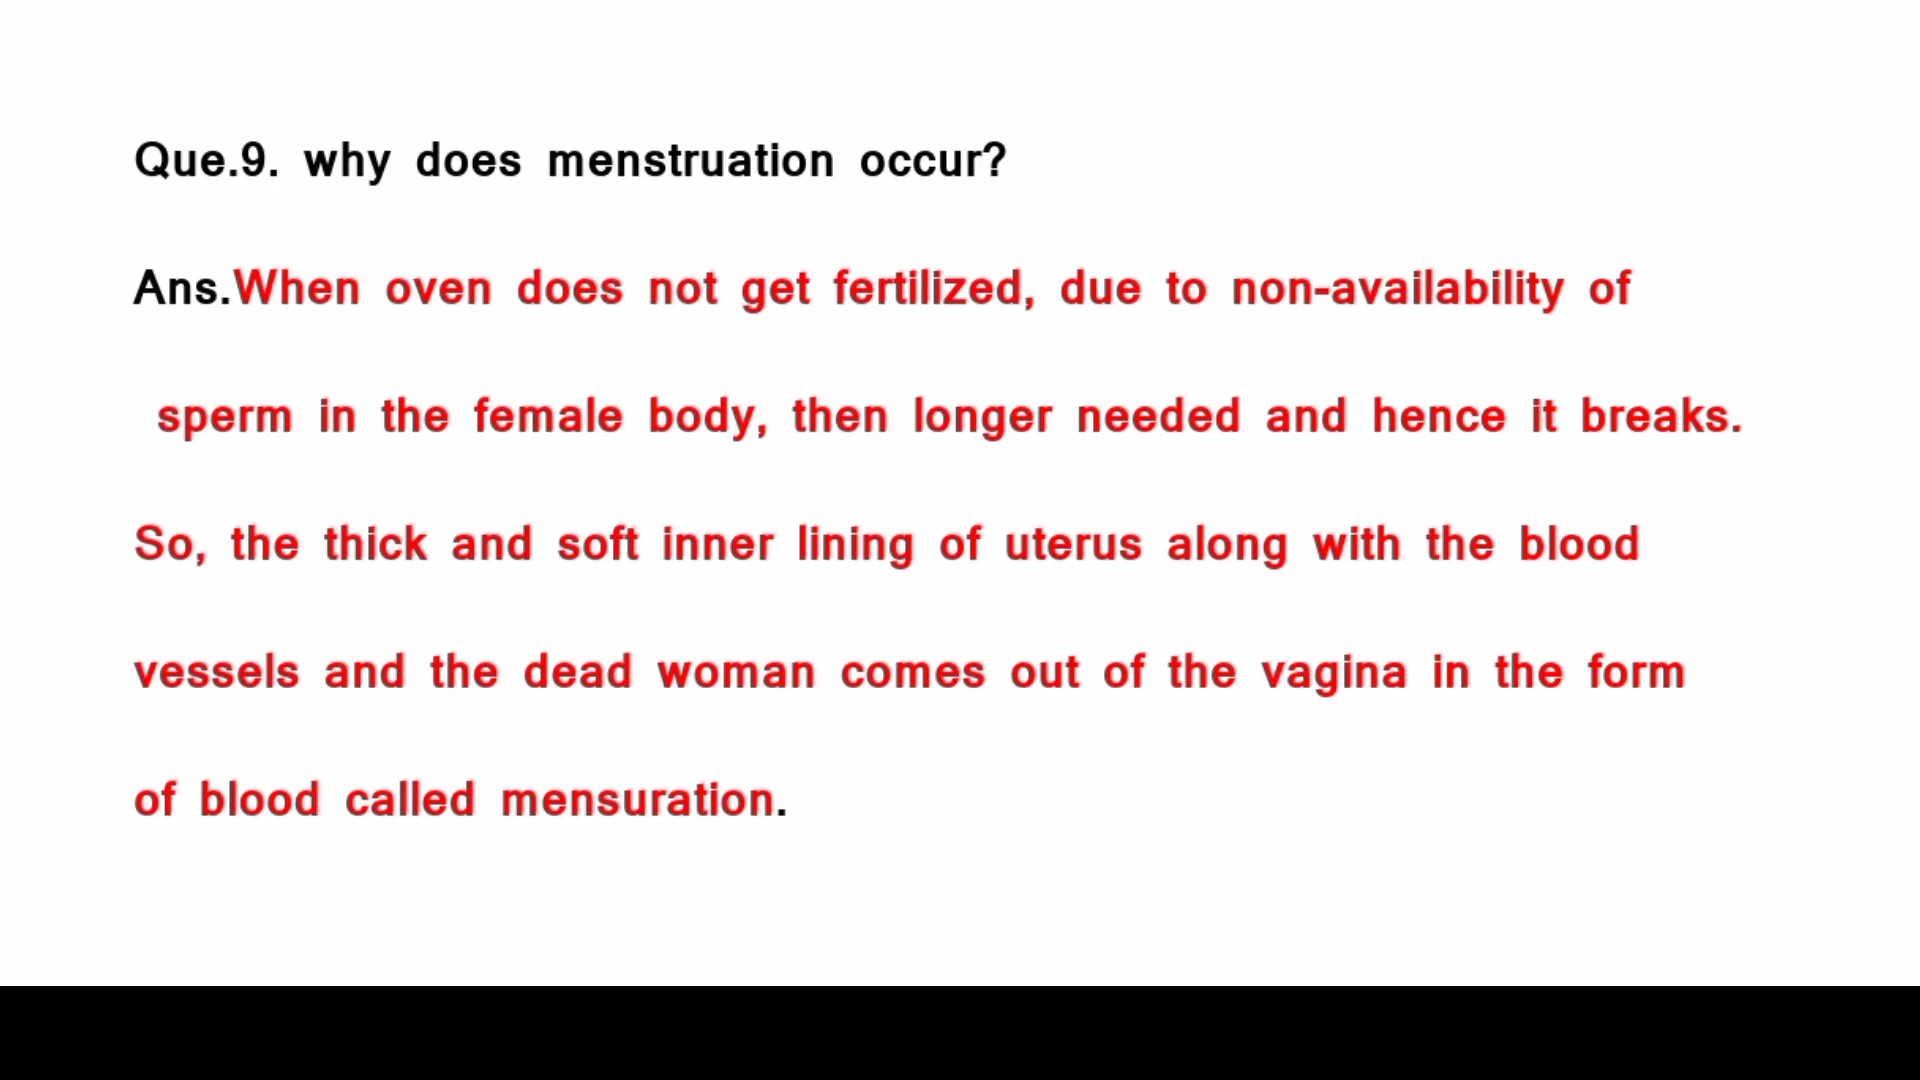 Que.9. why does menstruation occur?
Ans.When oven does not get fertilized, due to non-availability of
sperm in the female body, then longer needed and hence it breaks.
So, the thick and soft inner lining of uterus along with the blood
vessels and the dead woman comes out of the vagina in the form
of blood called mensuration.